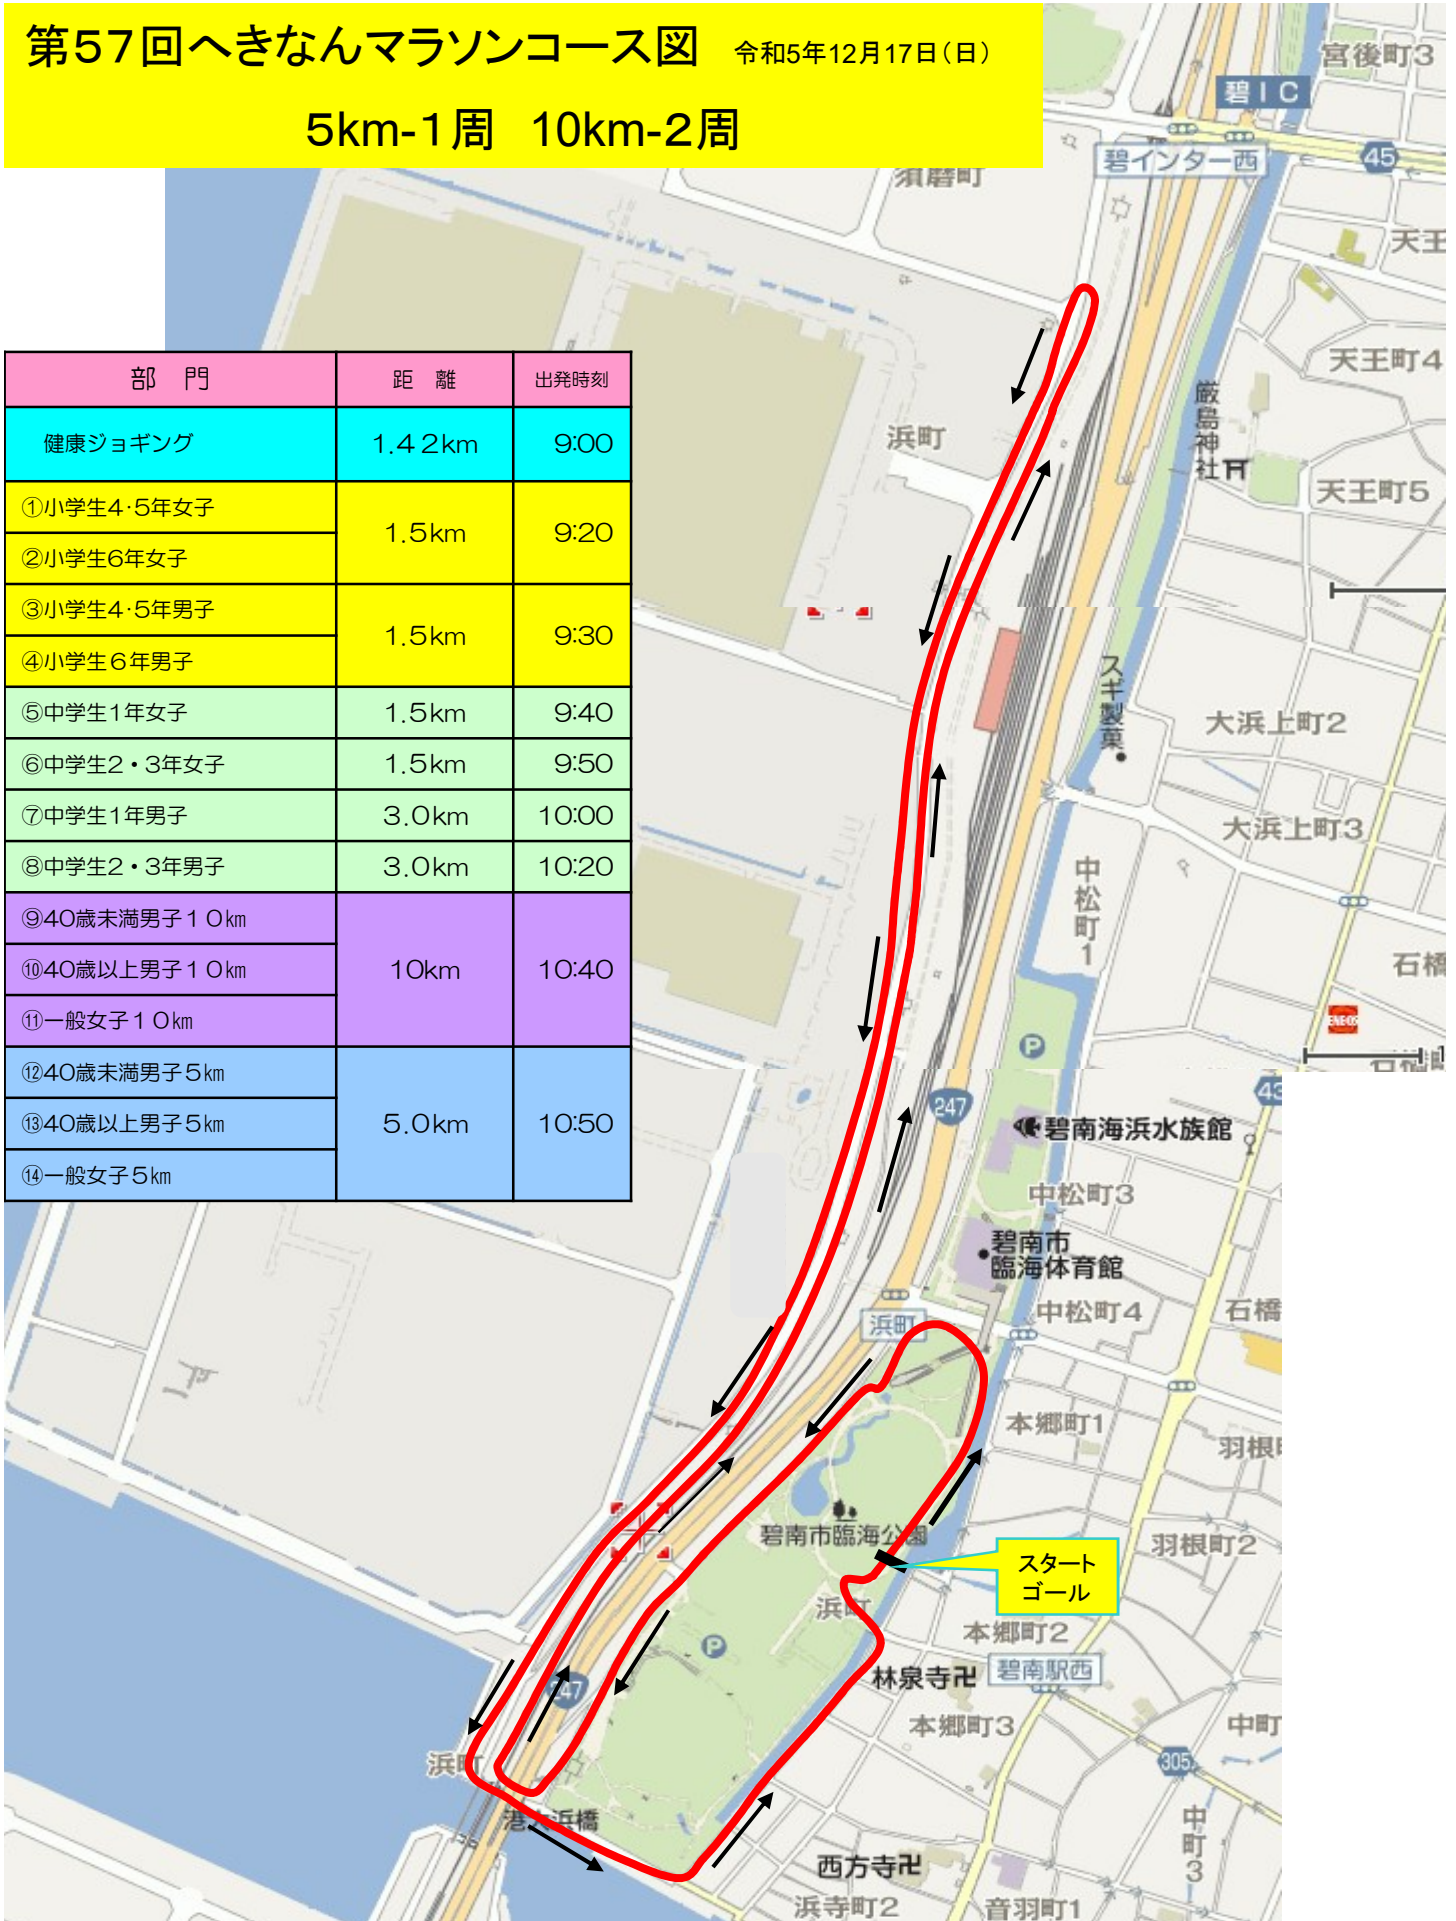 第57回へきなんマラソンコース図　令和5年12月17日(日)
5km-1周　10km-2周
部　門　距　離　出発時刻
健康ジョギング　1.42km　9:00
①小学生4･5年女子　1.5km　9:20
②小学生6年女子
③小学生4･5年男子　1.5km　9:30
④小学生6年男子
⑤中学生1年女子　1.5km　9:40
⑥中学生2・3年女子　1.5km　9:50
⑦中学生1年男子　3.0km　10:00
⑧中学生2・3年男子　3.0km　10:20
⑨40歳未満男子10㎞　10km　10:40
⑩40歳以上男子10㎞
⑪一般女子10㎞
⑫40歳未満男子5㎞　5.0km　10:50
⑬40歳以上男子5㎞
⑭一般女子5㎞
宮後町3
碧IC
碧インター西
45
須磨町
天王
天王町4
厳島神社
浜町
天王町5
スギ製菓
大浜上町2
大浜上町3
中松町1
石橋
ENEOS
P
247
43
碧南海浜水族館
中松町3
碧南市
臨海体育館
中松町4
石橋
浜町
本郷町1
羽根
碧南市臨海公園
羽根町2
スタート
ゴール
浜町
本郷町2
P
林泉寺
碧南駅西
247
本郷町3
中町
浜町
305
港大浜橋
中町3
西方寺
浜寺町2
音羽町1